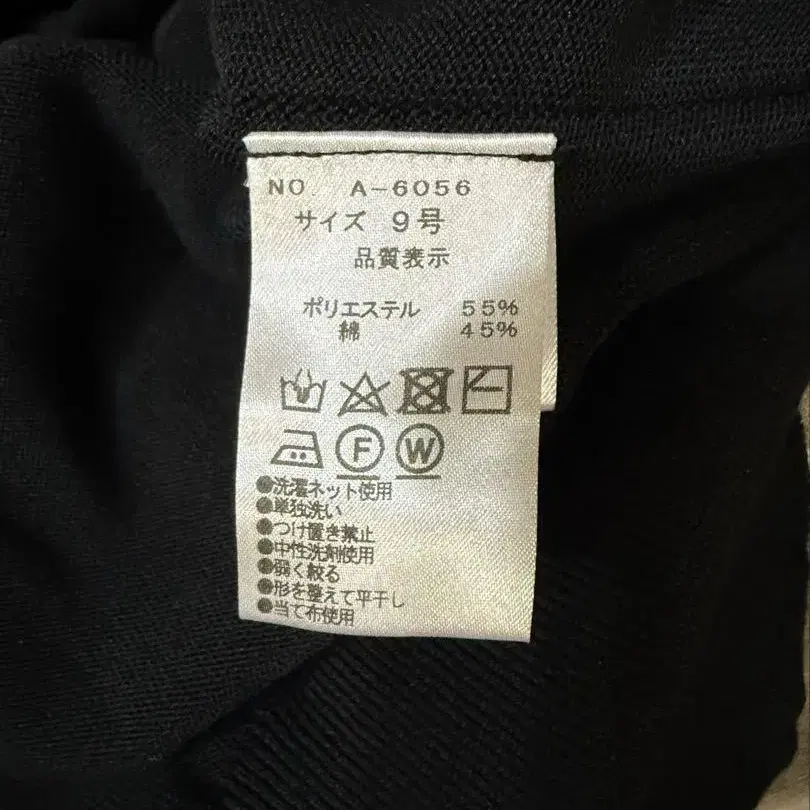 NO. A-6056
サイズ 9号
品質表示
ポリエステル 55%
綿 45%
F W
●洗濯ネット使用
●単独洗い
●つけ置き禁止
●中性洗剤使用
●弱く絞る
●形を整えて平干し
●当て布使用